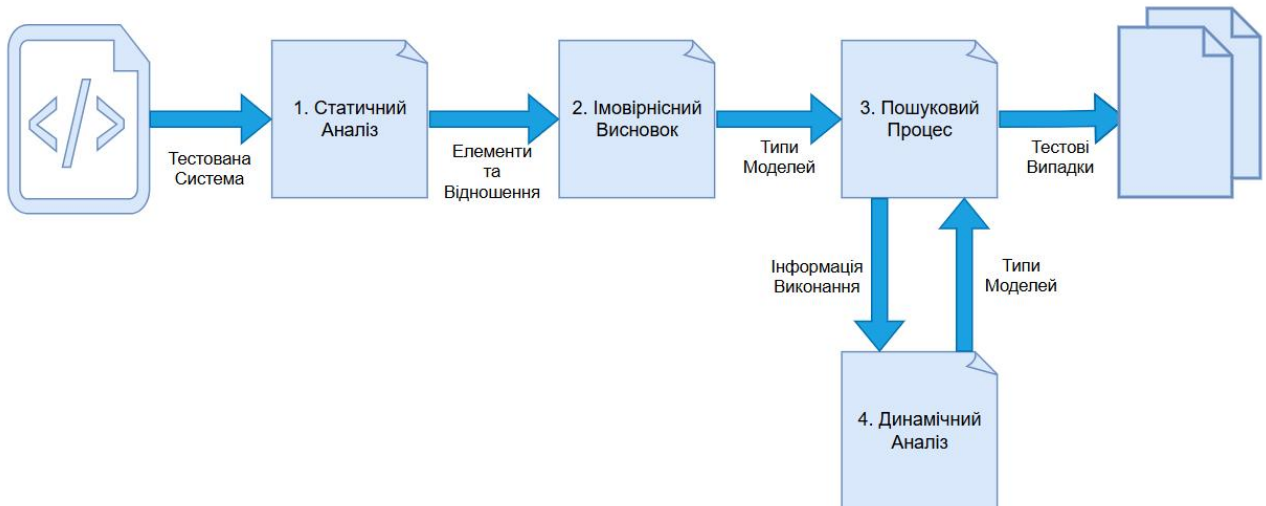 1. Статичний
Аналіз
2. Імовірнісний
Висновок
3. Пошуковий
Процес
Тестована
Система
Елементи
та
Відношення
Типи
Моделей
Тестові
Випадки
Інформація
Виконання
Типи
Моделей
4. Динамічний
Аналіз